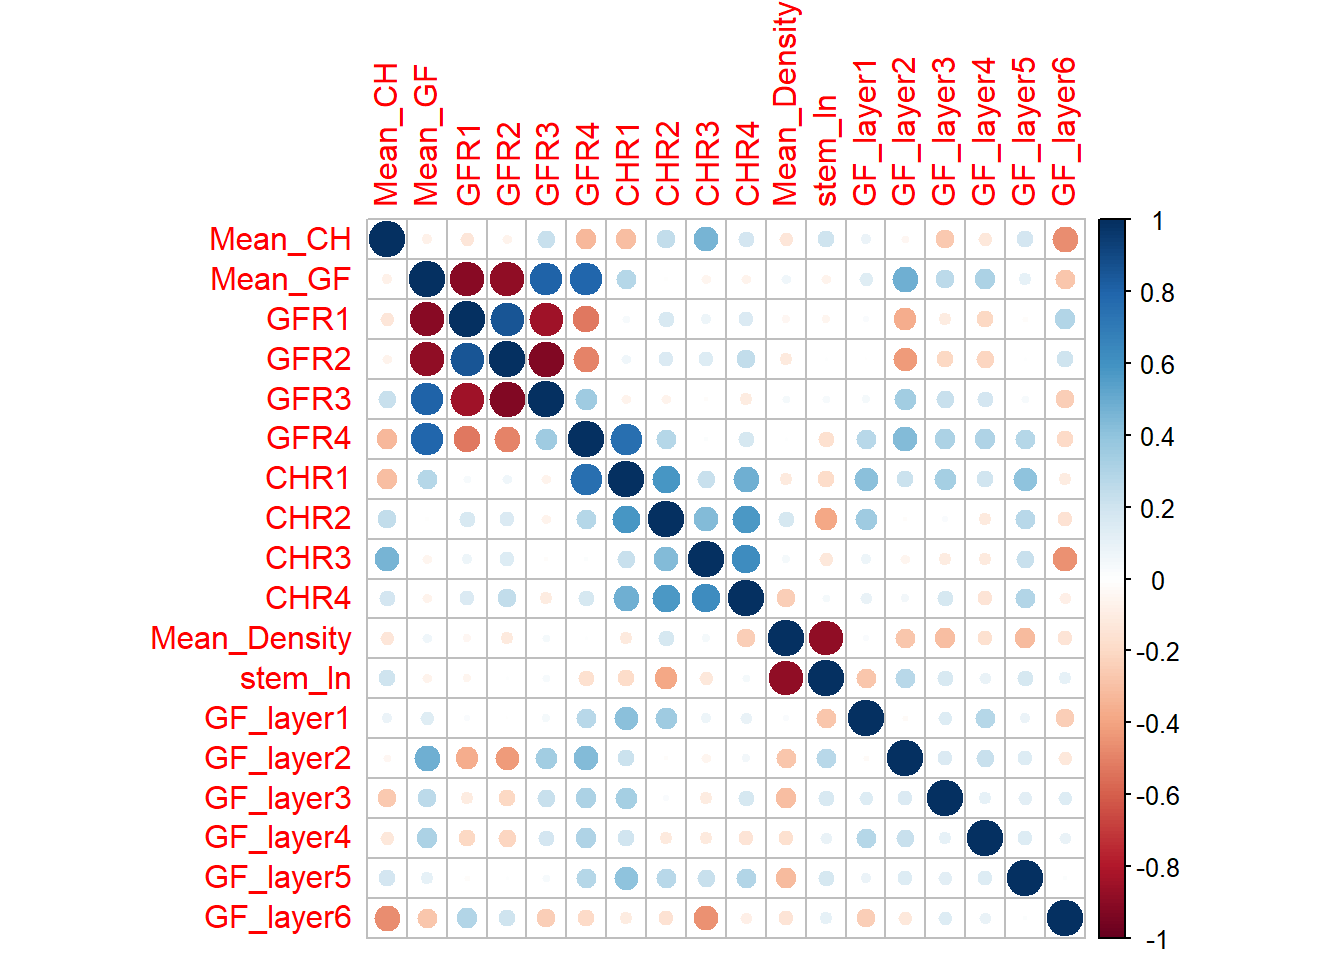 Mean_CH
Mean_GF
GFR1
GFR2
GFR3
GFR4
CHR1
CHR2
CHR3
CHR4
Mean_Density
stem_ln
GF_layer1
GF_layer2
GF_layer3
GF_layer4
GF_layer5
GF_layer6
Mean_CH
Mean_GF
GFR1
GFR2
GFR3
GFR4
CHR1
CHR2
CHR3
CHR4
Mean_Density
stem_ln
GF_layer1
GF_layer2
GF_layer3
GF_layer4
GF_layer5
GF_layer6
1
0.8
0.6
0.4
0.2
0
-0.2
-0.4
-0.6
-0.8
-1